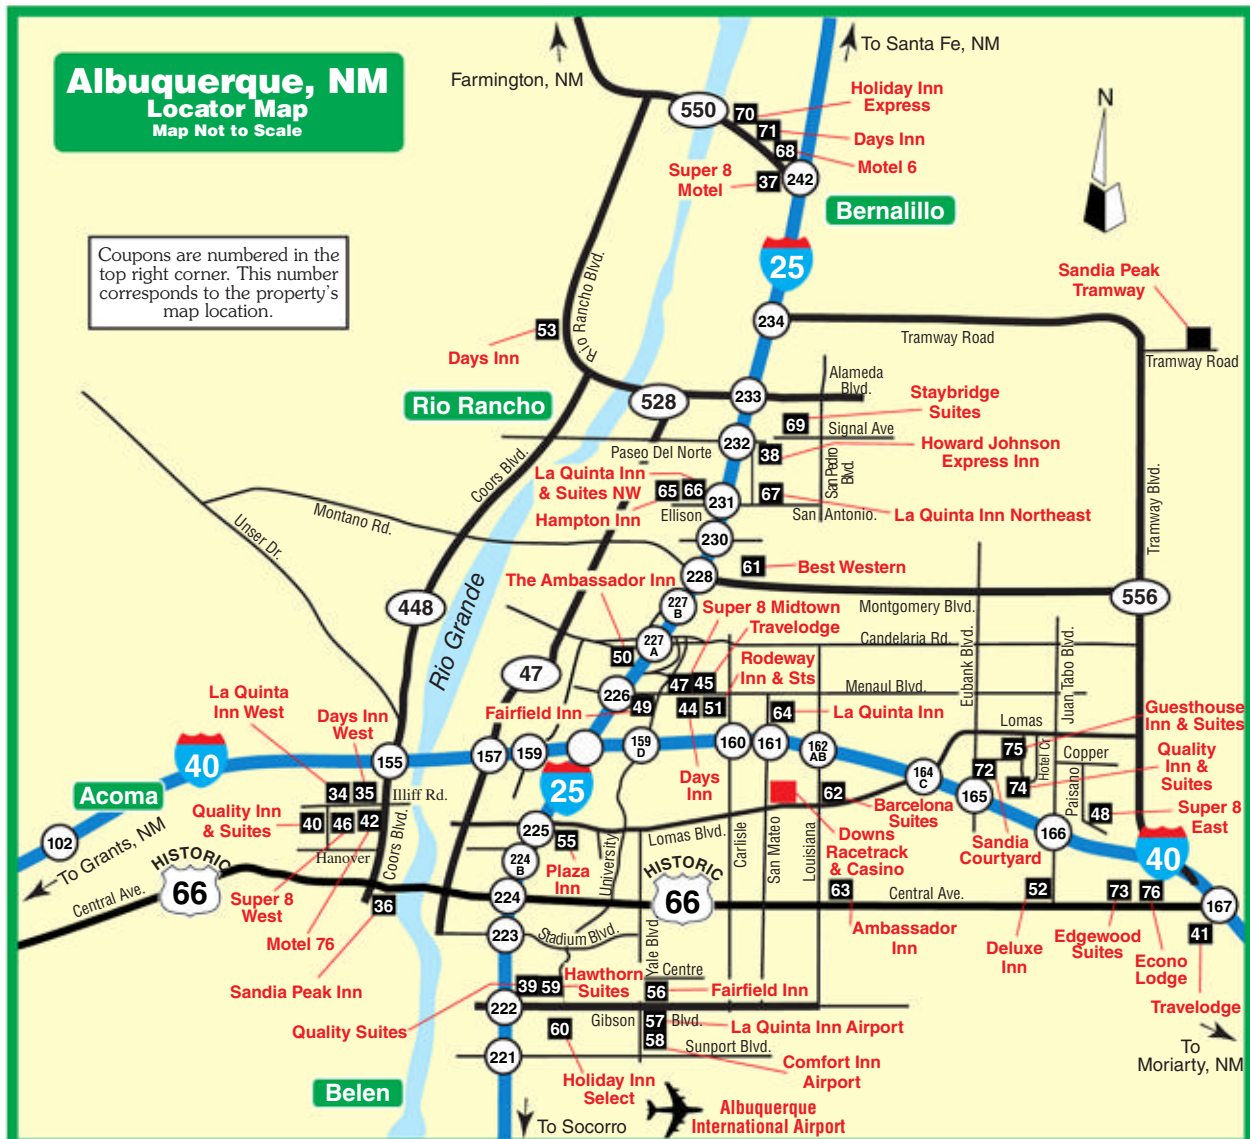 Albuquerque, NM
Locator Map
Map Not to Scale
Coupons are numbered in the
top right corner. This number
corresponds to the property's
map location.
Farmington, NM
To Santa Fe, NM
N
550
70
Holiday Inn
Express
71
Days Inn
68
Motel 6
Super 8
Motel
37
242
Bernalillo
25
Sandia Peak
Tramway
Tramway Road
234
Tramway Road
Rio Rancho Blvd.
53
Days Inn
Rio Rancho
528
233
Alameda
Blvd.
Staybridge
Suites
69
Signal Ave
232
Paseo Del Norte
38
Howard Johnson
Express Inn
San Pedro
Blvd.
Coors Blvd.
La Quinta Inn
& Suites NW
65
66
67
231
Hampton Inn
Ellison
San Antonio.
La Quinta Inn Northeast
Tramway Blvd.
Montano Rd.
Unser Dr.
230
61
Best Western
The Ambassador Inn
228
556
448
Rio Grande
227
B
Super 8 Midtown
Travelodge
Montgomery Blvd.
227
A
50
Candelaria Rd.
Eubank Blvd.
Juan Tabo Blvd.
Rodeway
Inn & Sts
47
226
47
45
Menaul Blvd.
49
44
51
Fairfield Inn
64
La Quinta Inn
La Quinta
Inn West
Days Inn
West
Guesthouse
Inn & Suites
Lomas
40
155
157
159
159
D
160
161
162
AB
75
Hotel Cr
Copper
Quality
Inn &
Suites
Acoma
25
Days
Inn
164
C
72
74
Paisano
34
35
Illiff Rd.
62
Barcelona
Suites
165
48
Super 8
East
Quality Inn
& Suites
40
46
42
Coors Blvd.
225
55
Lomas Blvd.
Carlisle
San Mateo
Louisiana
Downs
Racetrack
& Casino
Sandia
Courtyard
166
40
102
To Grants, NM
Hanover
224
B
Plaza
Inn
University
HISTORIC
66
Central Ave.
HISTORIC
66
Super 8
West
36
224
63
Central Ave.
52
73
76
167
Motel 76
223
Stadium Blvd.
Yale Blvd.
Ambassador
Inn
Deluxe
Inn
Edgewood
Suites
Econo
Lodge
41
Sandia Peak Inn
39
59
Hawthorn
Suites
Centre
56
Fairfield Inn
Travelodge
Quality Suites
222
Gibson
Blvd.
57
La Quinta Inn Airport
60
58
Sunport Blvd.
221
Comfort Inn
Airport
To
Moriarty, NM
Belen
Holiday Inn
Select
To Socorro
Albuquerque
International Airport